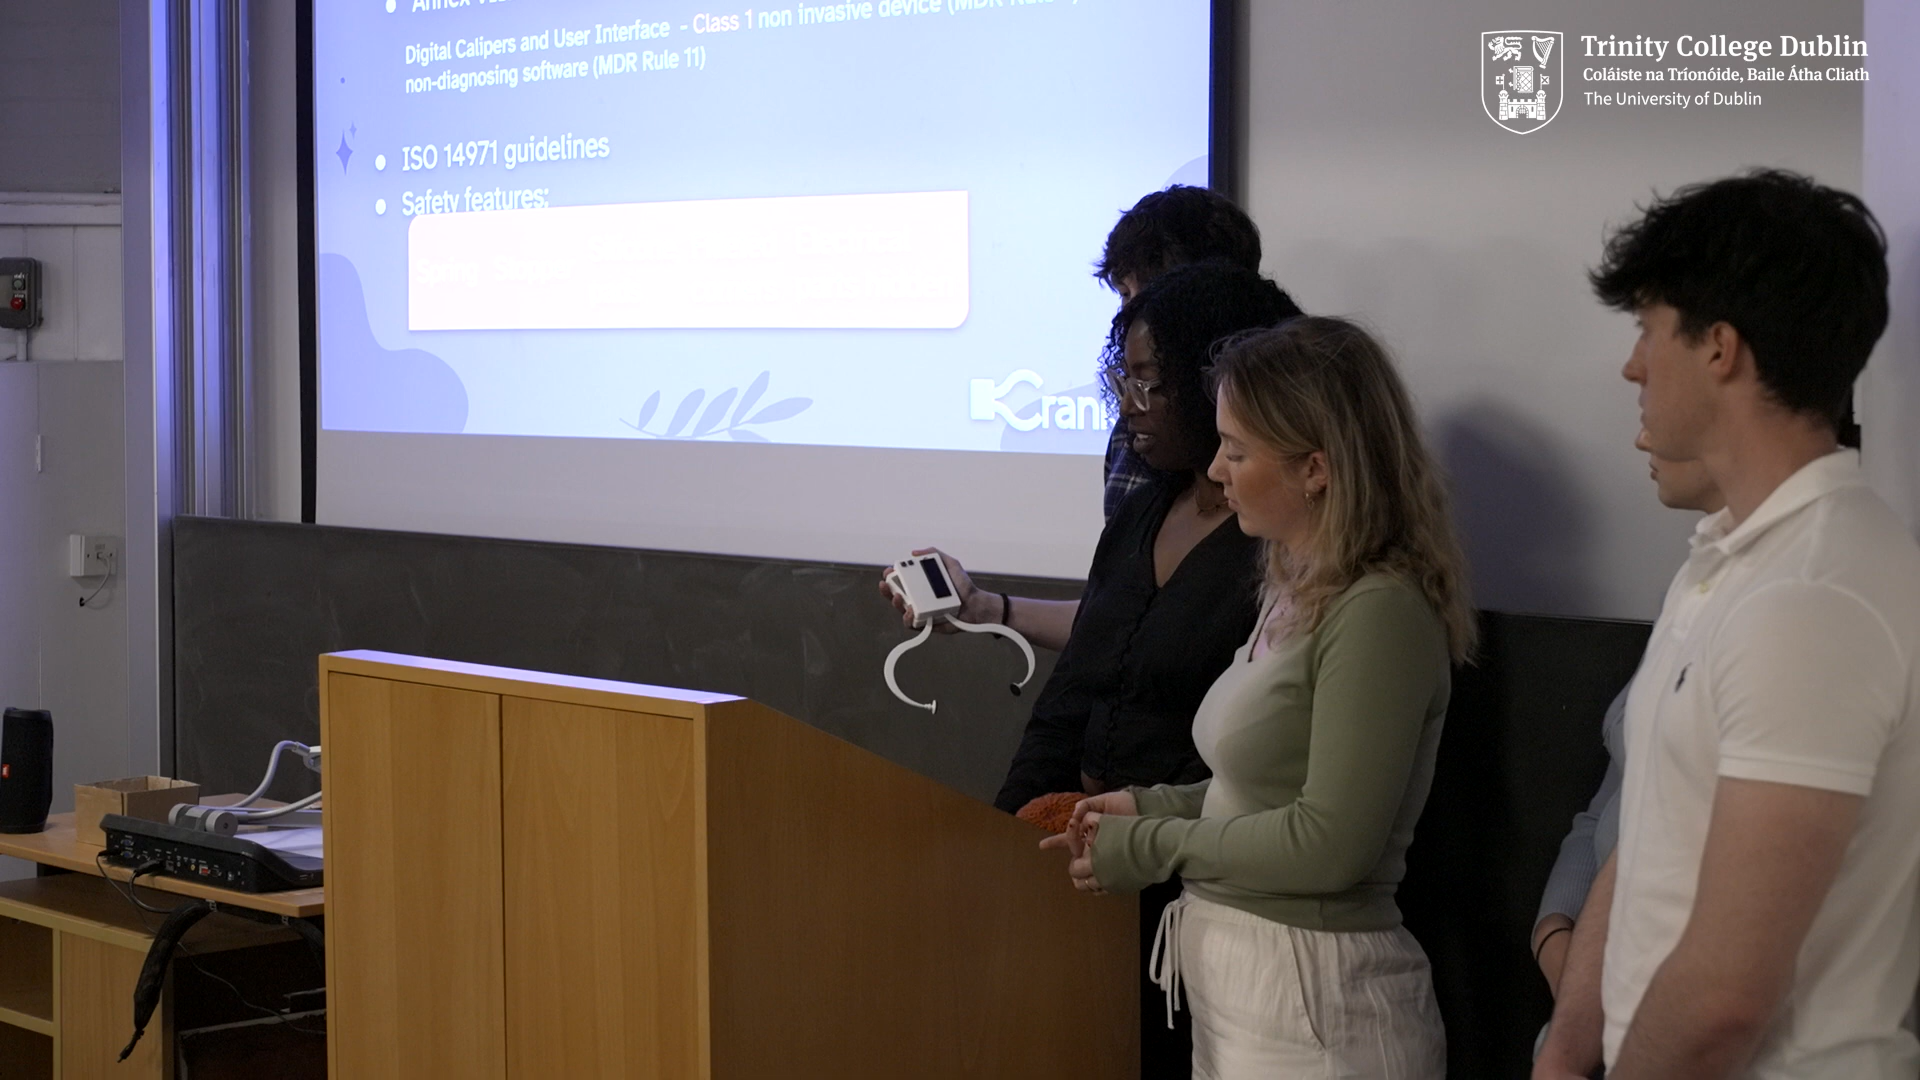 Digital Calipers and User Interface - Class 1 non invasive device (MDR
non-diagnosing software (MDR Rule 11)
ISO 14971 guidelines
Safety features:
Trinity College Dublin
Coláiste na Tríonóide, Baile Átha Cliath
The University of Dublin